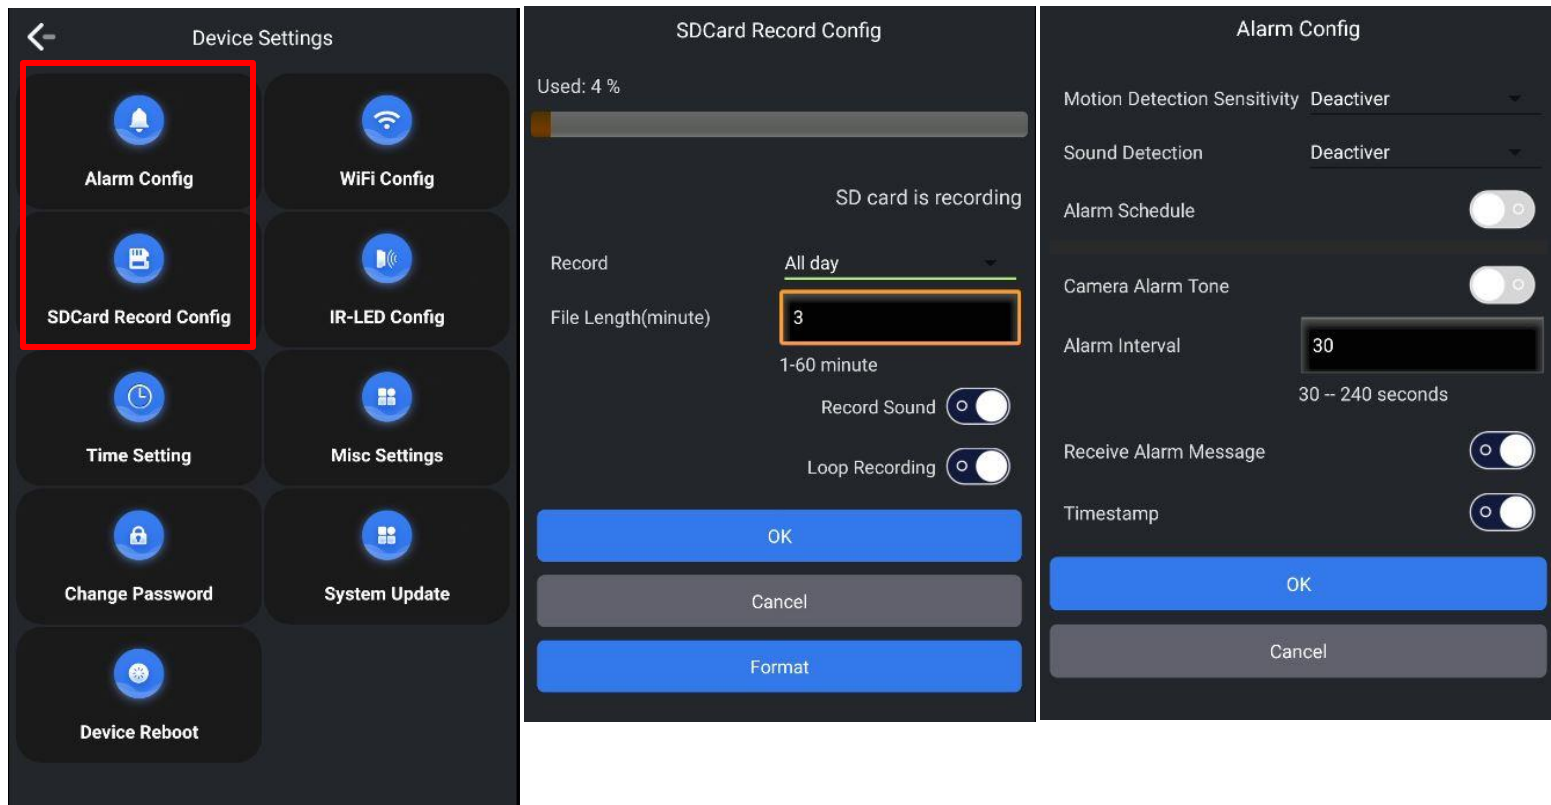 Device Settings
Alarm Config
WiFi Config
SDCard Record Config
IR-LED Config
Time Setting
Misc Settings
Change Password
System Update
Device Reboot
SDCard Record Config
Used: 4 %
SD card is recording
Record All day
File Length(minute) 3
1-60 minute
Record Sound
Loop Recording
OK
Cancel
Format
Alarm Config
Motion Detection Sensitivity Deactiver
Sound Detection Deactiver
Alarm Schedule
Camera Alarm Tone
Alarm Interval 30
30 -- 240 seconds
Receive Alarm Message
Timestamp
OK
Cancel